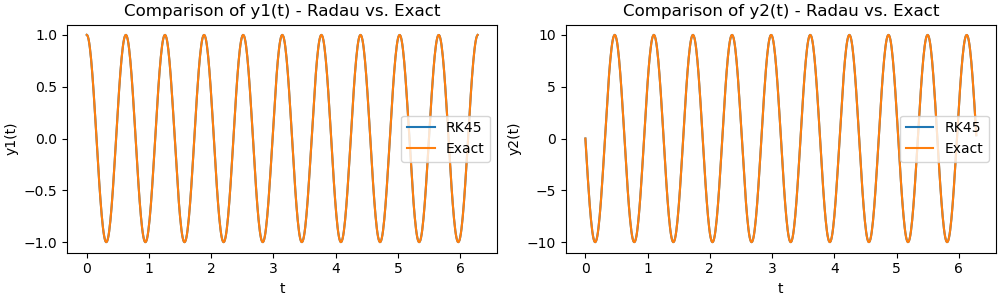 Comparison of y1(t) - Radau vs. Exact
1.0
0.5
0.0
−0.5
−1.0
y1(t)
RK45
Exact
0 1 2 3 4 5 6
t
Comparison of y2(t) - Radau vs. Exact
10
5
0
−5
−10
y2(t)
RK45
Exact
0 1 2 3 4 5 6
t